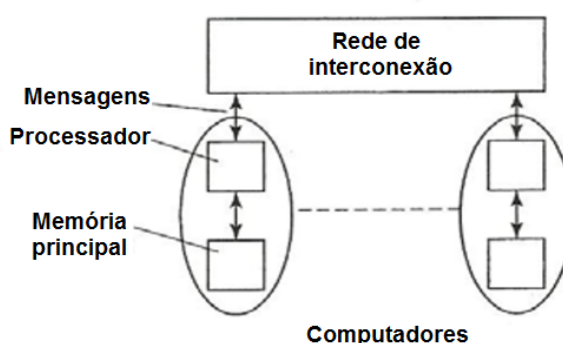 Rede de
interconexão
Mensagens
Processador
Memória
principal
Computadores